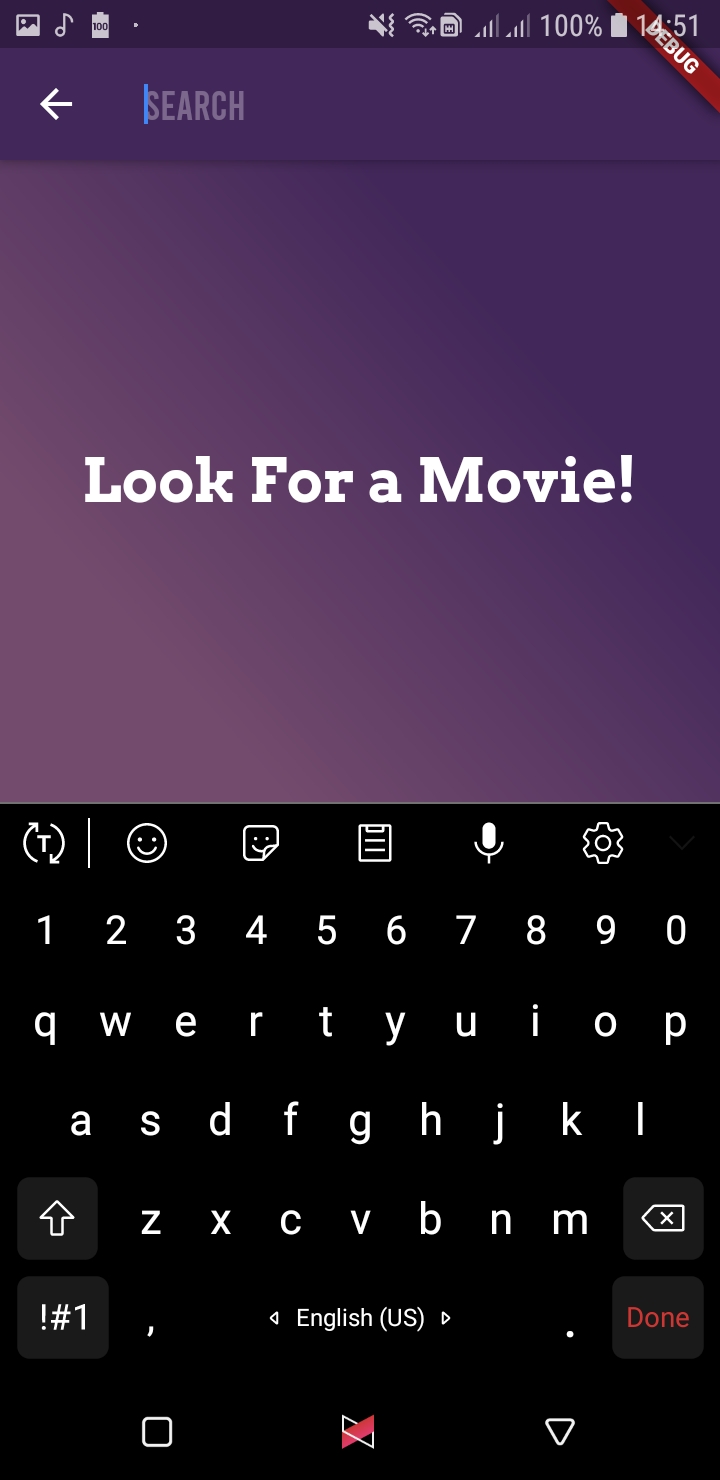 100
100% 14:51
DEBUG
SEARCH
Look For a Movie!
T
1 2 3 4 5 6 7 8 9 0
q w e r t y u i o p
a s d f g h j k l
z x c v b n m
!#1 , English (US) . Done